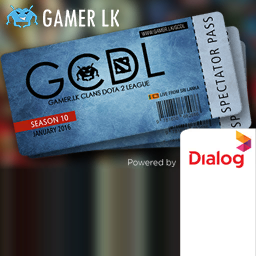 GAMER LK
WWW.GAMER.LK/GCDL
GCDL
GAMER.LK CLANS DOTA 2 LEAGUE
SEASON 10
JANUARY 2016
LIVE FROM SRI LANKA
SPECTATOR PASS
Powered by
Dialog